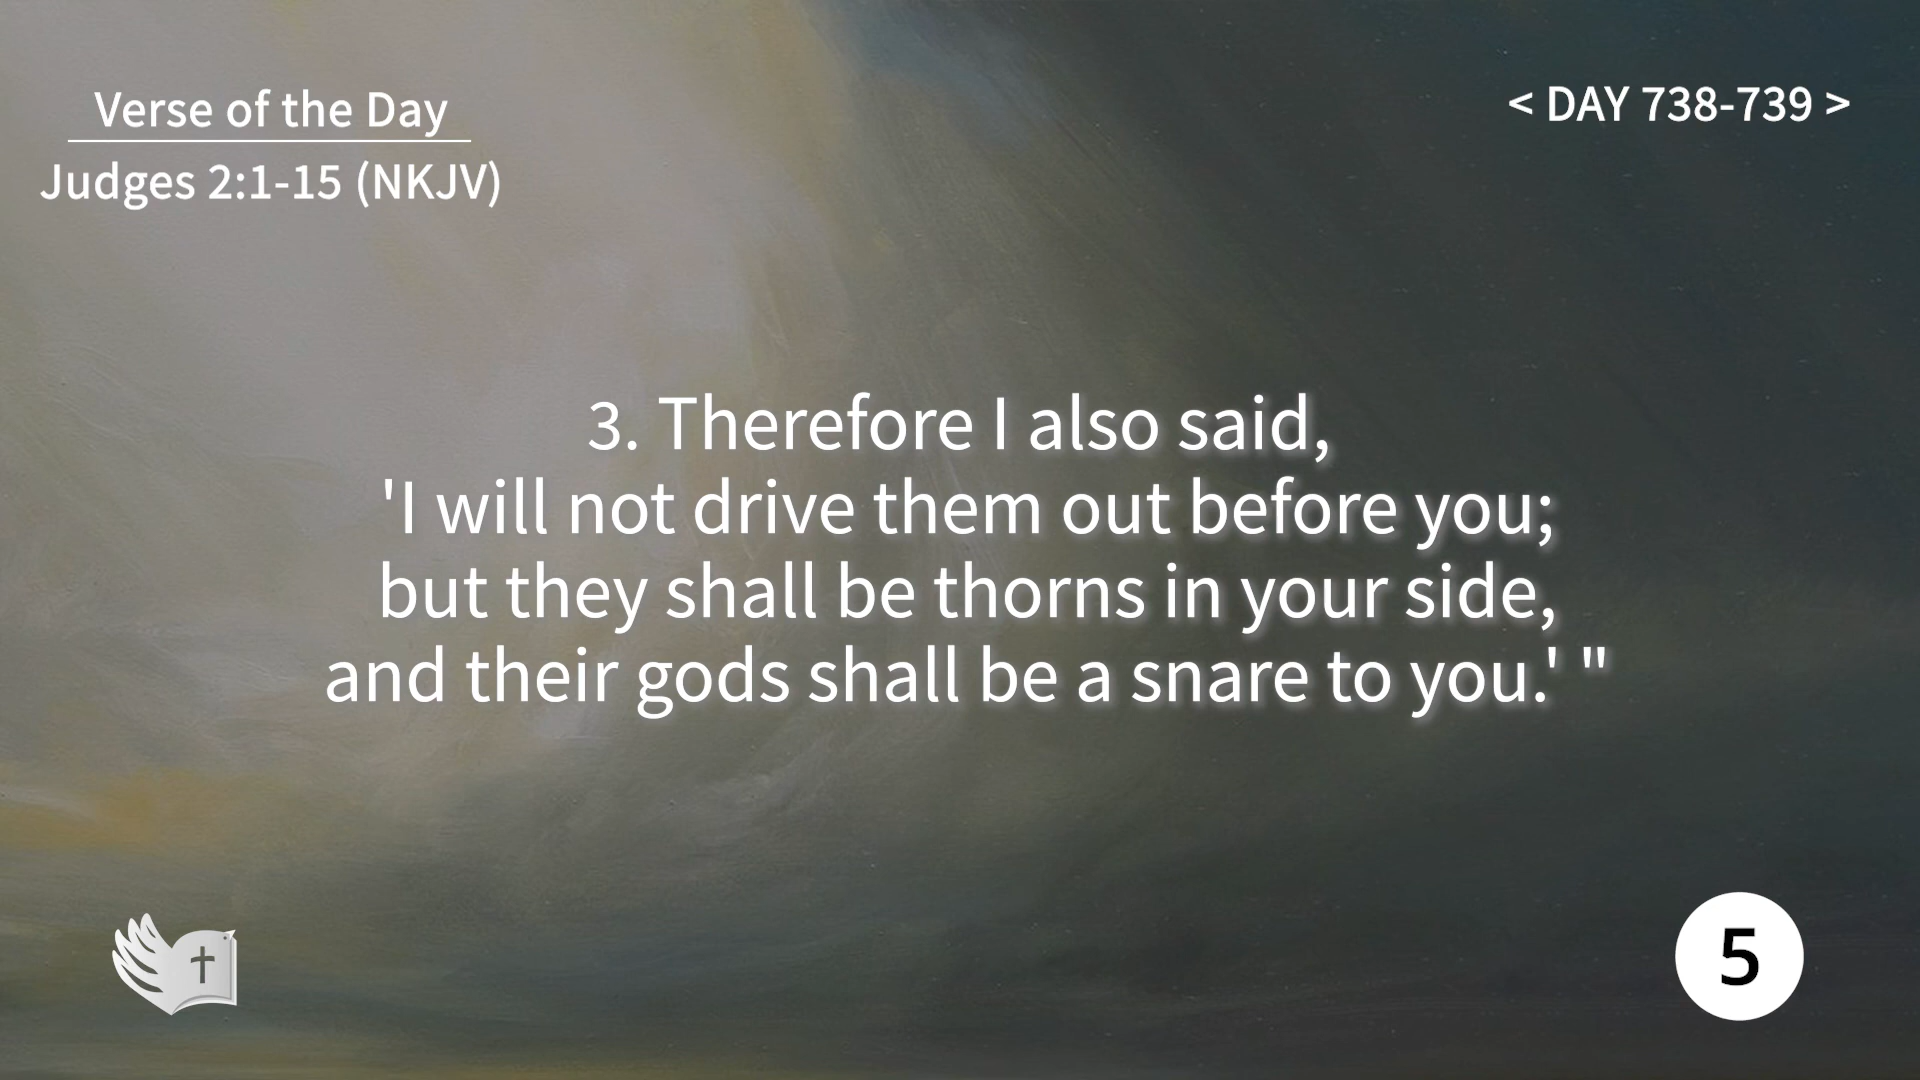 Verse of the Day
Judges 2:1-15 (NKJV)
< DAY 738-739 >
3. Therefore I also said,
'I will not drive them out before you;
but they shall be thorns in your side,
and their gods shall be a snare to you.' "
5